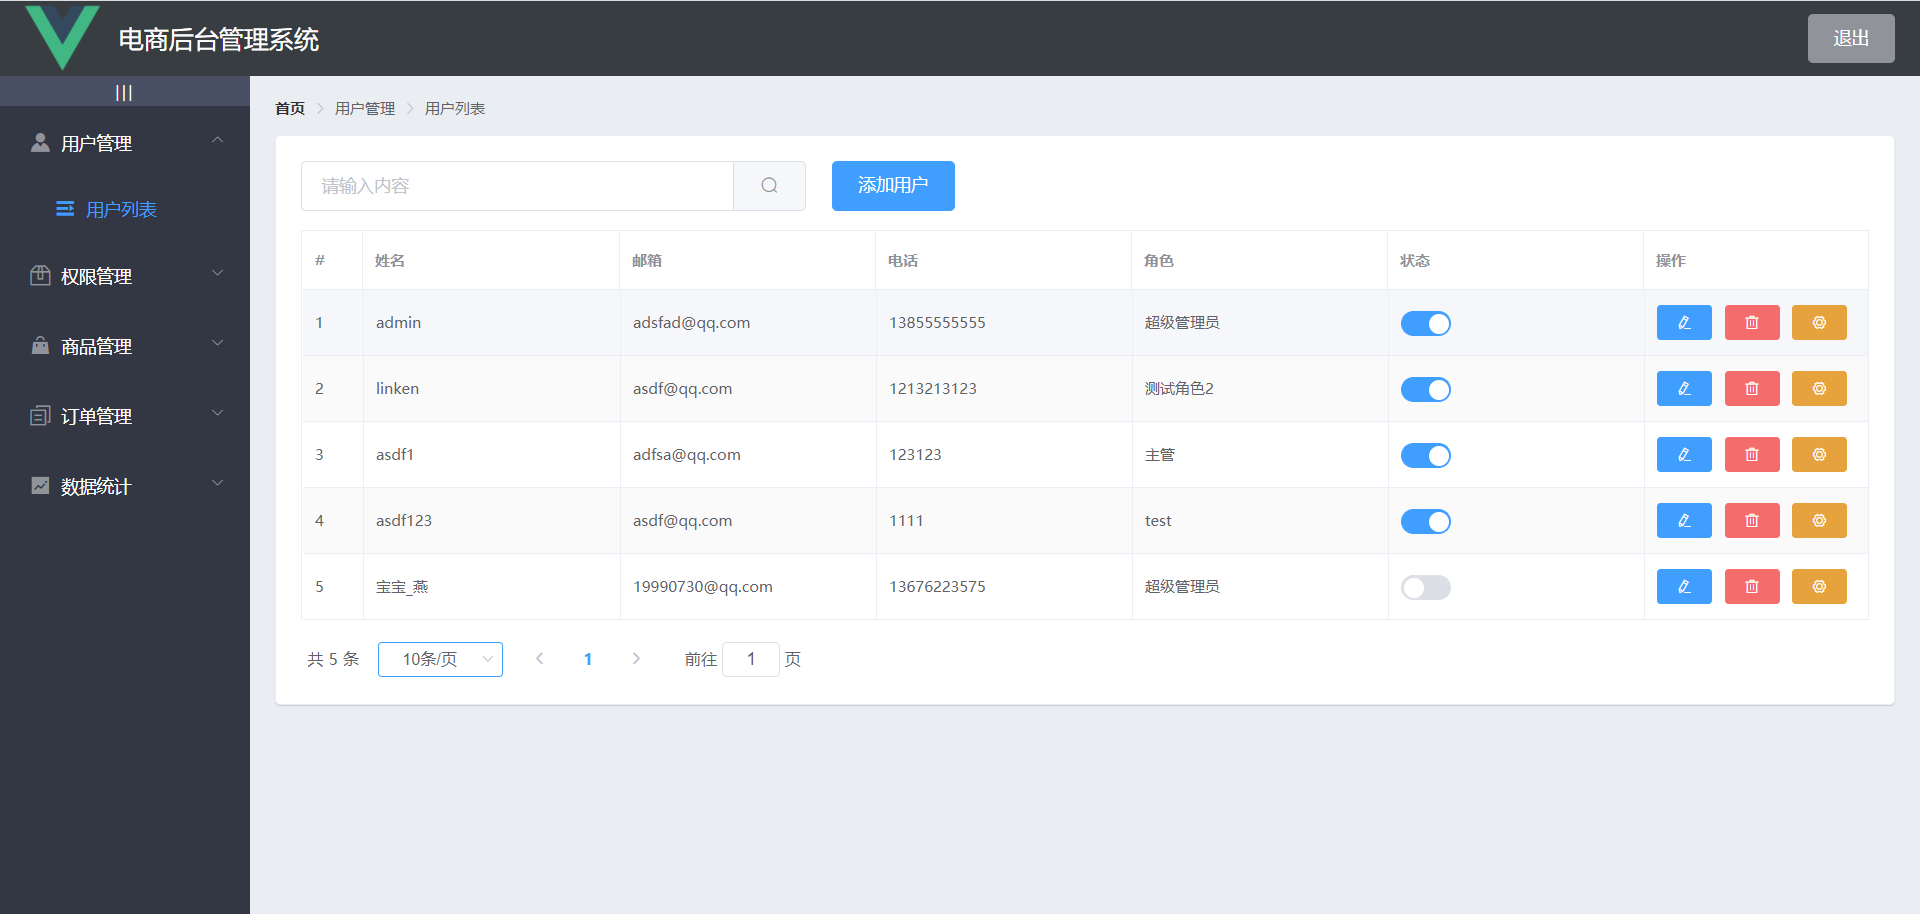 电商后台管理系统
退出
|||
用户管理
用户列表
权限管理
商品管理
订单管理
数据统计
首页 > 用户管理 > 用户列表
请输入内容
添加用户
# 姓名 邮箱 电话 角色 状态 操作
1 admin adsfad@qq.com 13855555555 超级管理员
2 linken asdf@qq.com 1213213123 测试角色2
3 asdf1 adfsa@qq.com 123123 主管
4 asdf123 asdf@qq.com 1111 test
5 宝宝_燕 19990730@qq.com 13676223575 超级管理员
共 5 条 10条/页 1 前往 1 页